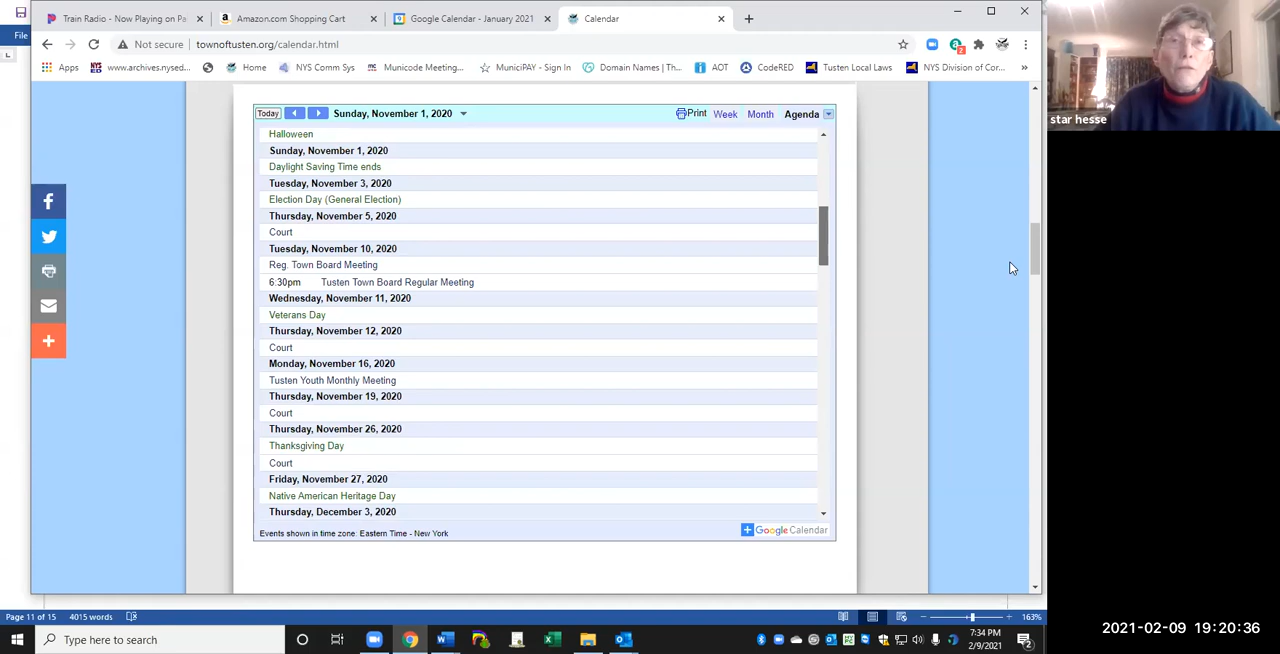 Train Radio - Now Playing on Pa
Amazon.com Shopping Cart
Google Calendar - January 2021
Calendar
File
Not secure
townoftusten.org/calendar.html
2
Apps
www.archives.nysed...
Home
NYS Comm Sys
Municode Meeting...
MuniciPAY - Sign In
Domain Names | Th...
AOT
CodeRED
Tusten Local Laws
NYS Division of Cor...
»
Today
Sunday, November 1, 2020
Print
Week
Month
Agenda
Halloween
Sunday, November 1, 2020
Daylight Saving Time ends
Tuesday, November 3, 2020
Election Day (General Election)
Thursday, November 5, 2020
Court
Tuesday, November 10, 2020
Reg. Town Board Meeting
6:30pm Tusten Town Board Regular Meeting
Wednesday, November 11, 2020
Veterans Day
Thursday, November 12, 2020
Court
Monday, November 16, 2020
Tusten Youth Monthly Meeting
Thursday, November 19, 2020
Court
Thursday, November 26, 2020
Thanksgiving Day
Court
Friday, November 27, 2020
Native American Heritage Day
Thursday, December 3, 2020
Events shown in time zone: Eastern Time - New York
Google Calendar
star hesse
Page 11 of 15
4015 words
163%
Type here to search
7:34 PM
2/9/2021
2
2021-02-09 19:20:36